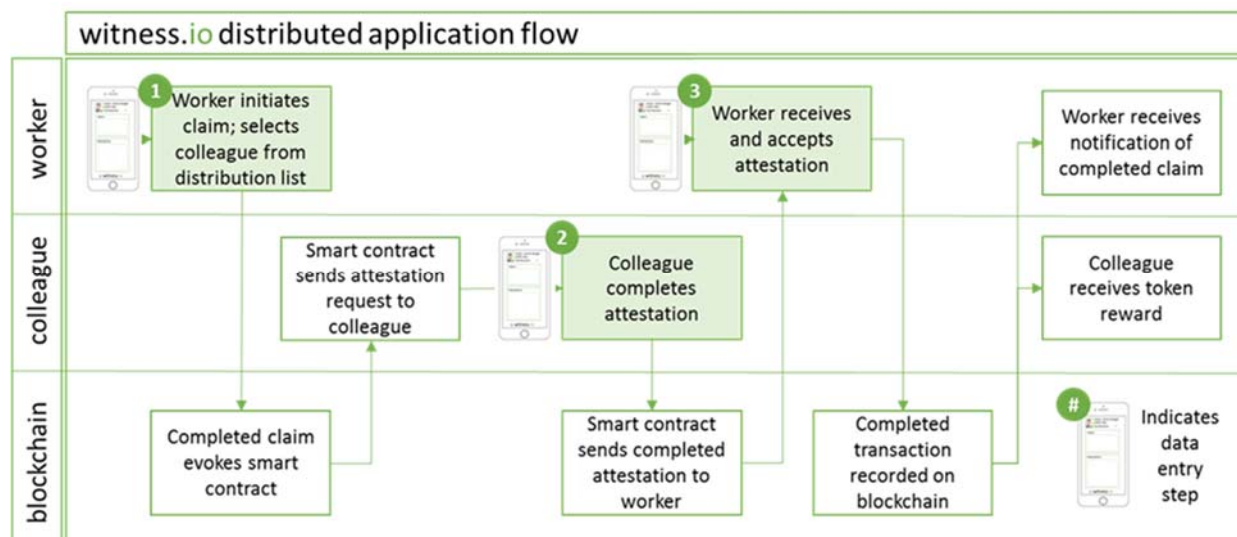 witness.io distributed application flow
worker
1
Worker initiates
claim; selects
colleague from
distribution list
3
Worker receives
and accepts
attestation
Worker receives
notification of
completed claim
colleague
Smart contract
sends attestation
request to
colleague
2
Colleague
completes
attestation
Colleague
receives token
reward
blockchain
Completed claim
evokes smart
contract
Smart contract
sends completed
attestation to
worker
Completed
transaction
recorded on
blockchain
#
Indicates
data
entry
step